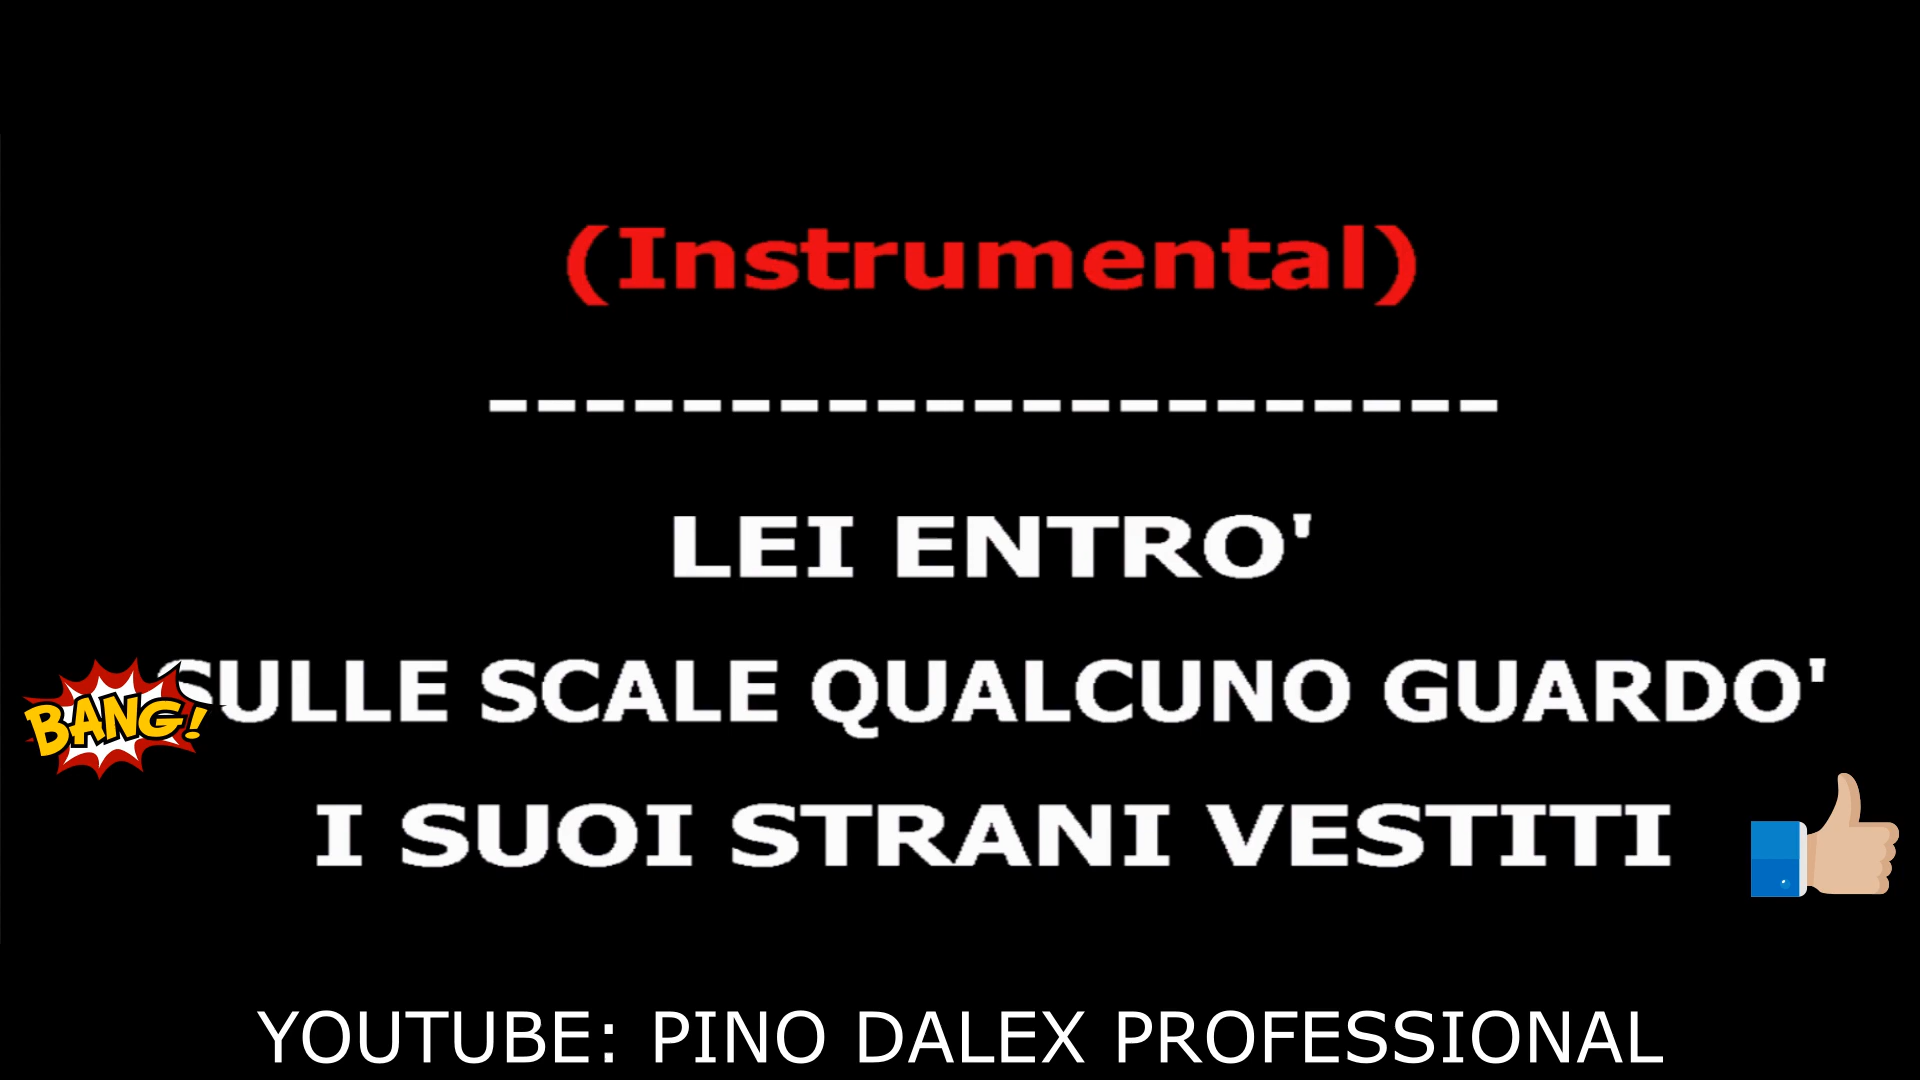 (Instrumental)
---------------------
LEI ENTRO'
SULLE SCALE QUALCUNO GUARDO'
BANG!
I SUOI STRANI VESTITI
YOUTUBE: PINO DALEX PROFESSIONAL